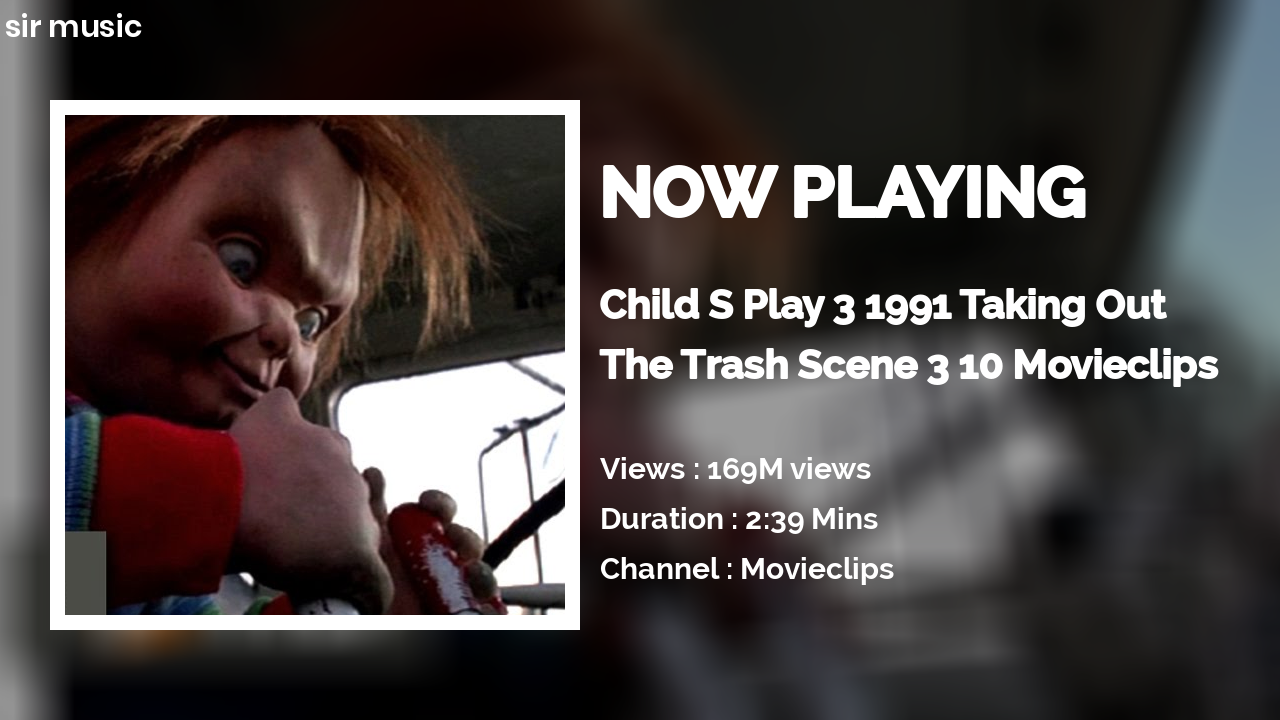 sir music
NOW PLAYING
Child S Play 3 1991 Taking Out
The Trash Scene 3 10 Movieclips
Views : 169M views
Duration : 2:39 Mins
Channel : Movieclips